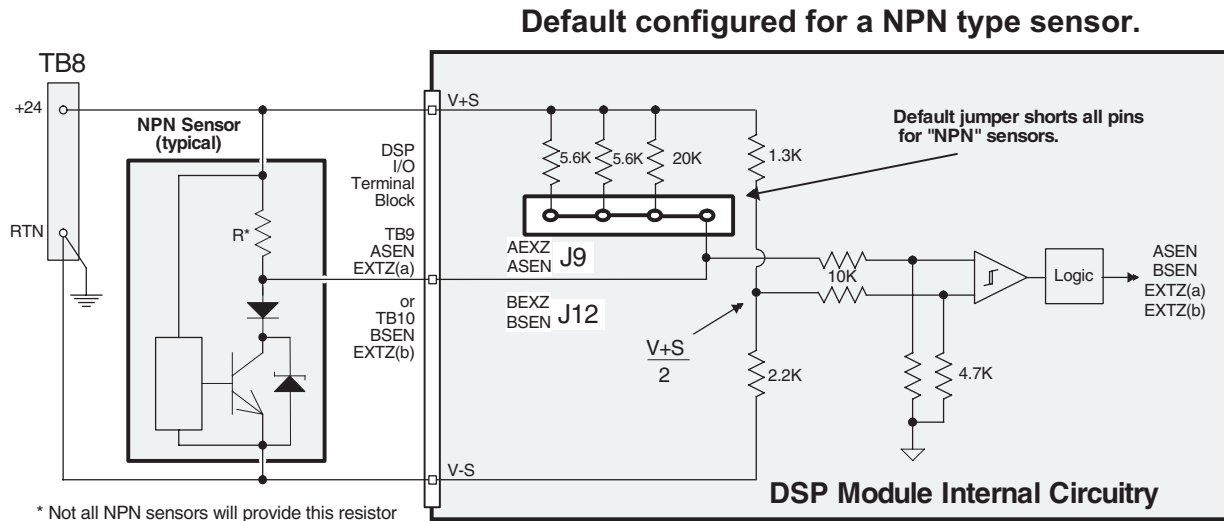 Default configured for a NPN type sensor.
TB8
+24
RTN
NPN Sensor
(typical)
R*
DSP
I/O
Terminal
Block
TB9
ASEN
EXTZ(a)
or
TB10
BSEN
EXTZ(b)
V+S
5.6K
5.6K
20K
1.3K
Default jumper shorts all pins
for "NPN" sensors.
AEXZ
ASEN
J9
BEXZ
BSEN
J12
10K
V+S
2
2.2K
4.7K
Logic
ASEN
BSEN
EXTZ(a)
EXTZ(b)
V-S
DSP Module Internal Circuitry
* Not all NPN sensors will provide this resistor